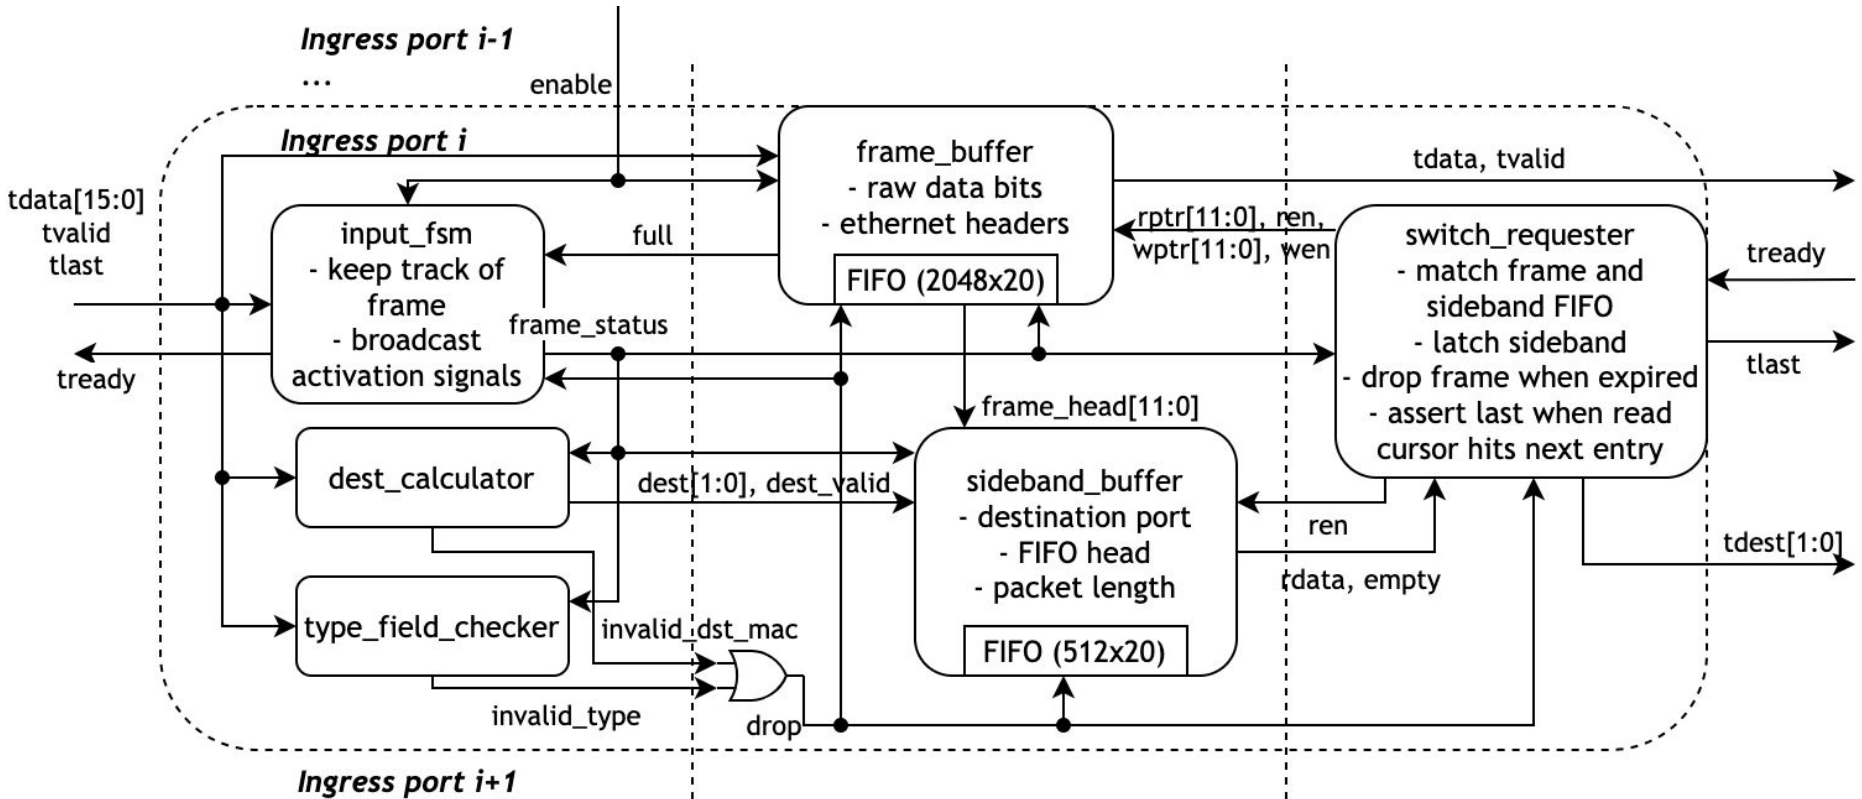 Ingress port i-1
...
enable
Ingress port i
tdata[15:0]
tvalid
tlast
tready
input_fsm
- keep track of
frame
- broadcast
activation signals
full
frame_status
frame_buffer
- raw data bits
- ethernet headers
FIFO (2048x20)
tdata, tvalid
rptr[11:0], ren,
wptr[11:0], wen
switch_requester
- match frame and
sideband FIFO
- latch sideband
- drop frame when expired
- assert last when read
cursor hits next entry
tready
tlast
tdest[1:0]
frame_head[11:0]
dest_calculator
dest[1:0], dest_valid
sideband_buffer
- destination port
- FIFO head
- packet length
FIFO (512x20)
ren
rdata, empty
type_field_checker
invalid_dst_mac
invalid_type
drop
Ingress port i+1